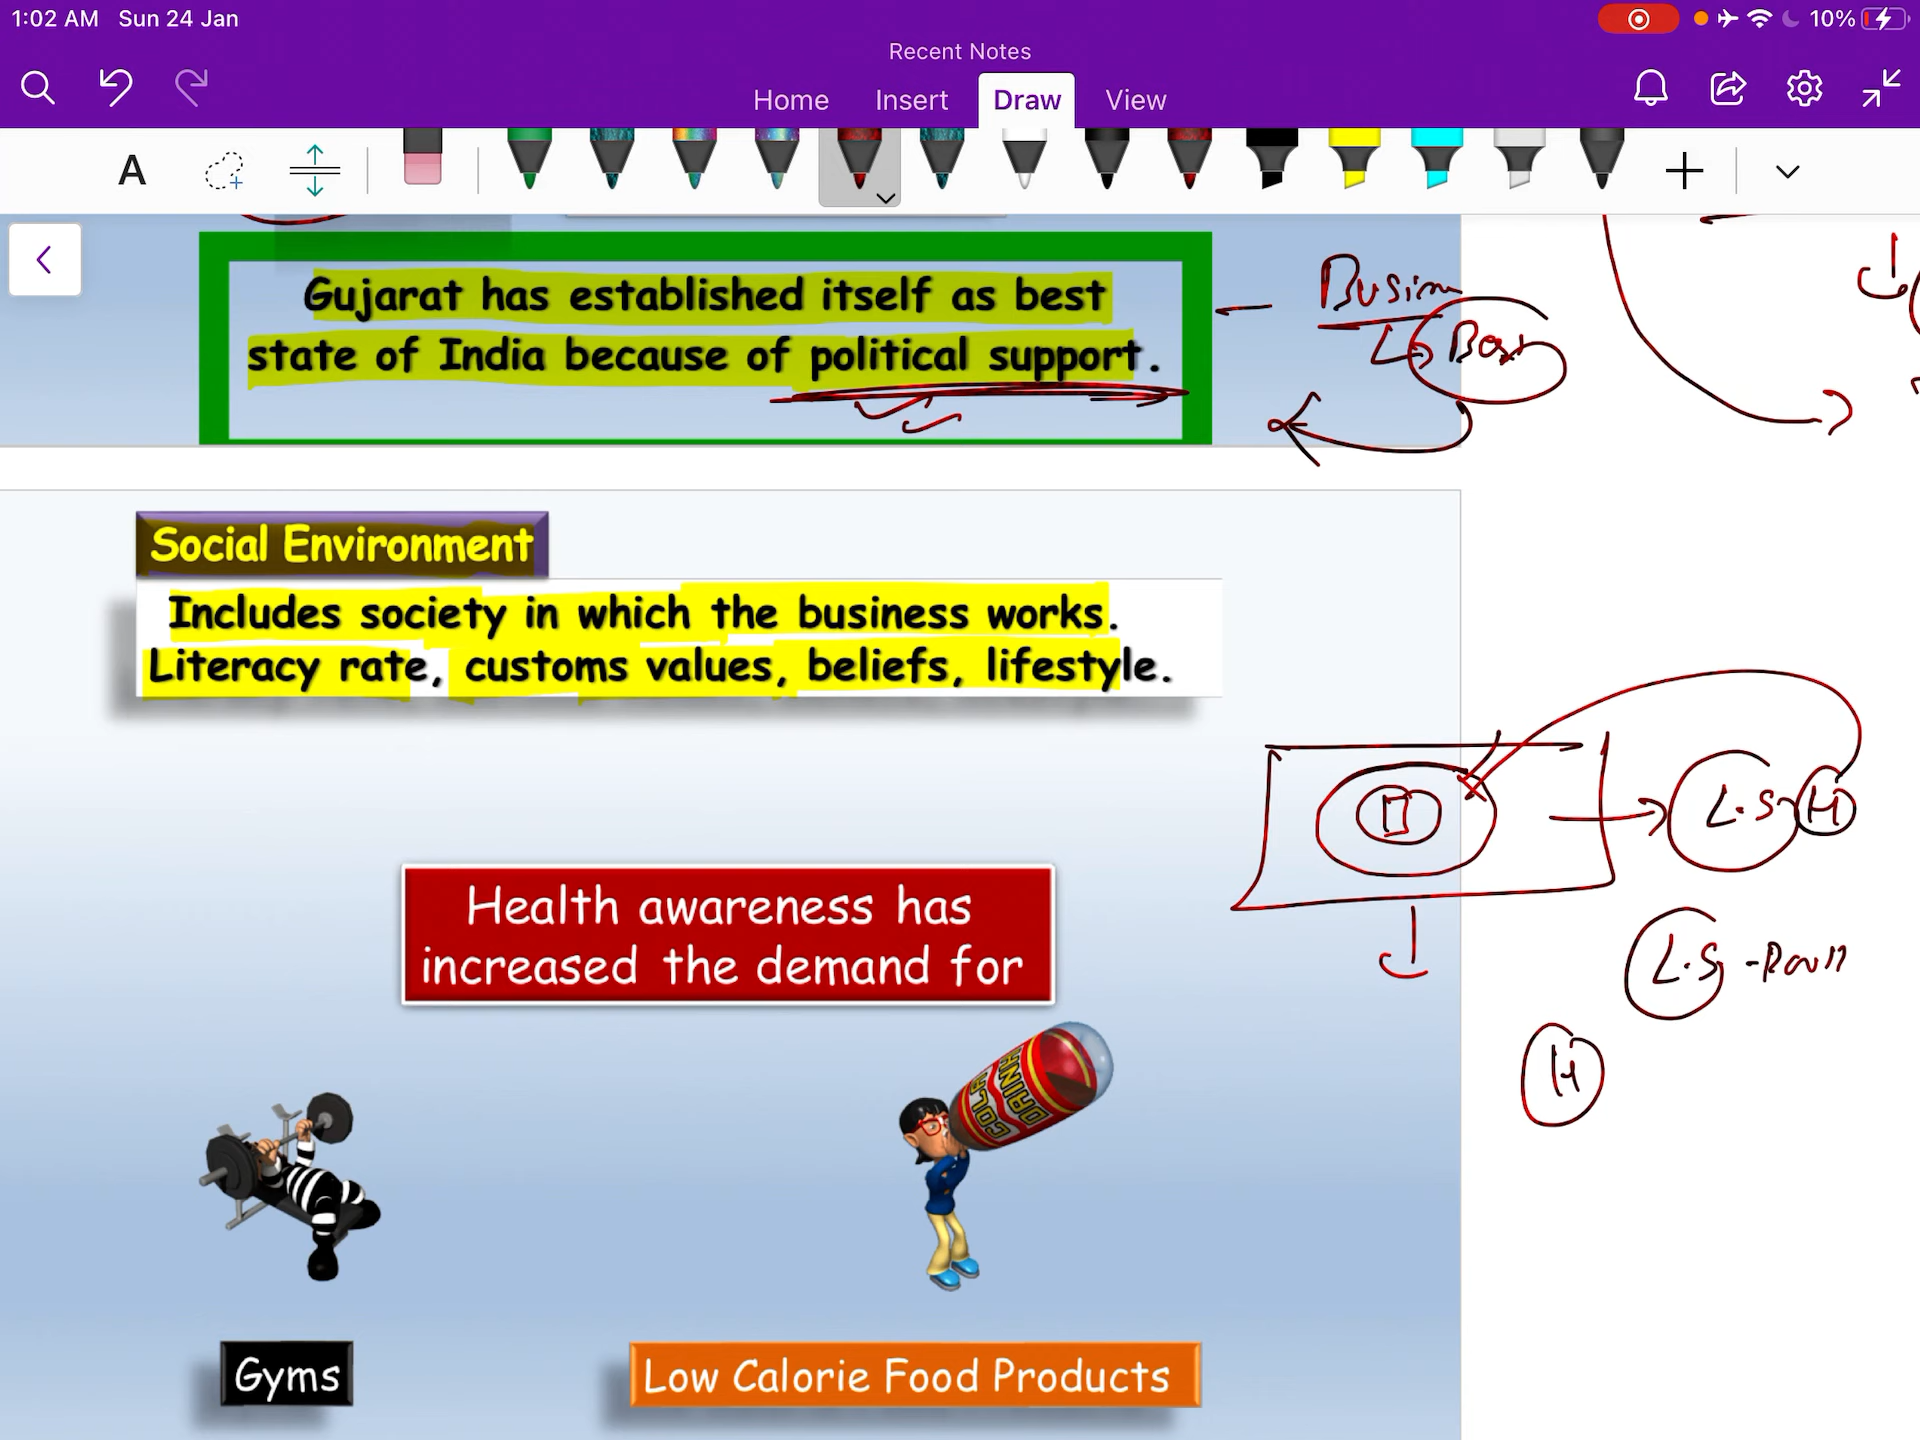 1:02 AM Sun 24 Jan
10%
Recent Notes
Home Insert Draw View
A
Gujarat has established itself as best
state of India because of political support.
Social Environment
Includes society in which the business works.
Literacy rate, customs values, beliefs, lifestyle.
L.S
H
L.S
H
Health awareness has
increased the demand for
COLA
DRINK
Gyms
Low Calorie Food Products